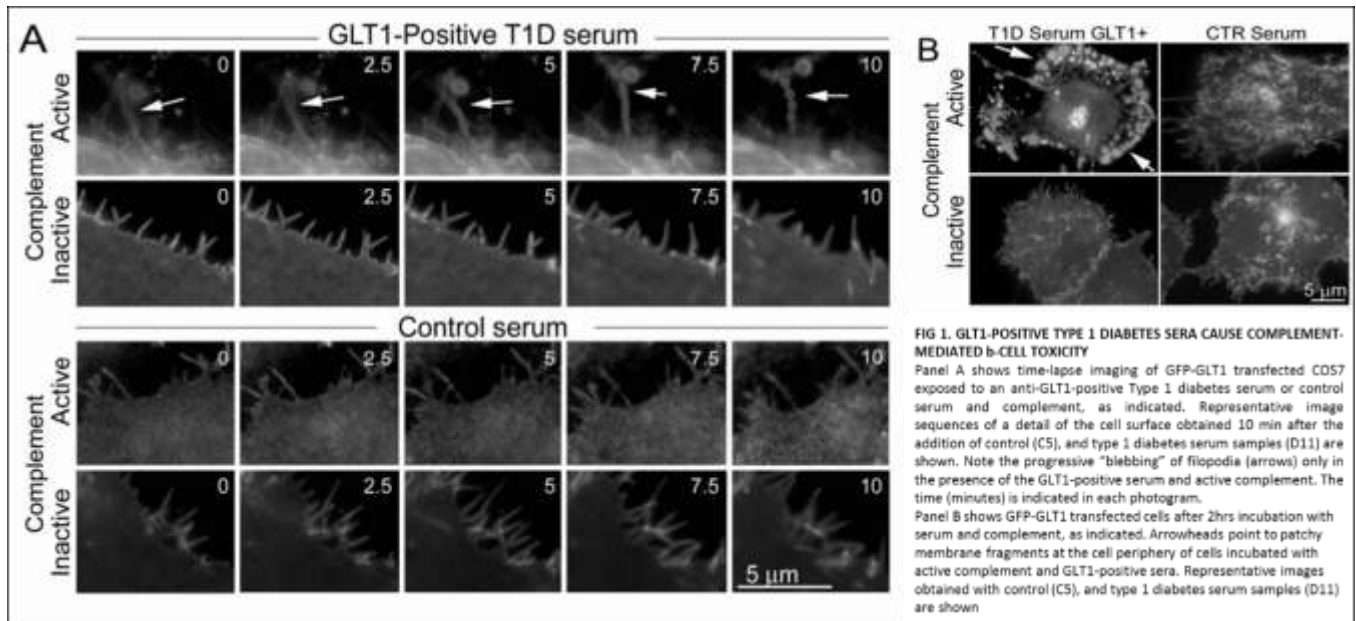 A
GLT1-Positive T1D serum
Complement
Active
0
2.5
5
7.5
10
Inactive
0
2.5
5
7.5
10
Control serum
Complement
Active
0
2.5
5
7.5
10
Inactive
0
2.5
5
7.5
10
5 µm
B
T1D Serum GLT1+
CTR Serum
Complement
Active
Inactive
5 µm
FIG 1. GLT1-POSITIVE TYPE 1 DIABETES SERA CAUSE COMPLEMENT-
MEDIATED b-CELL TOXICITY
Panel A shows time-lapse imaging of GFP-GLT1 transfected COS7
exposed to an anti-GLT1-positive Type 1 diabetes serum or control
serum and complement, as indicated. Representative image
sequences of a detail of the cell surface obtained 10 min after the
addition of control (C5), and type 1 diabetes serum samples (D11) are
shown. Note the progressive "blebbing" of filopodia (arrows) only in
the presence of the GLT1-positive serum and active complement. The
time (minutes) is indicated in each photogram.
Panel B shows GFP-GLT1 transfected cells after 2hrs incubation with
serum and complement, as indicated. Arrowheads point to patchy
membrane fragments at the cell periphery of cells incubated with
active complement and GLT1-positive sera. Representative images
obtained with control (C5), and type 1 diabetes serum samples (D11)
are shown